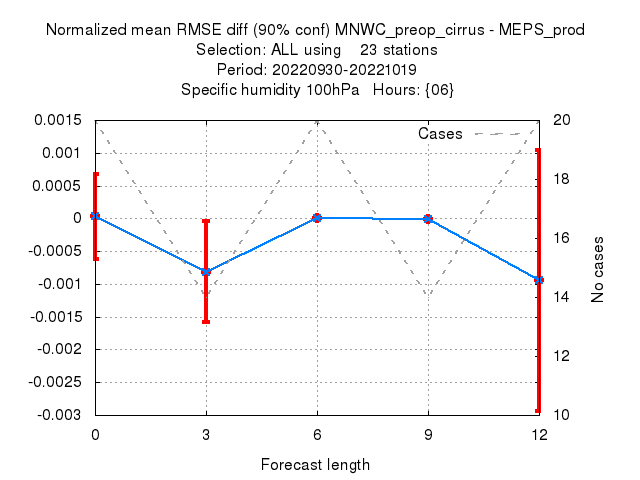 Normalized mean RMSE diff (90% conf) MNWC_preop_cirrus - MEPS_prod
Selection: ALL using    23 stations
Period: 20220930-20221019
Specific humidity 100hPa   Hours: {06}
Cases
0.0015
0.001
0.0005
0
-0.0005
-0.001
-0.0015
-0.002
-0.0025
-0.003
20
18
16
14
12
10
No cases
0 3 6 9 12
Forecast length